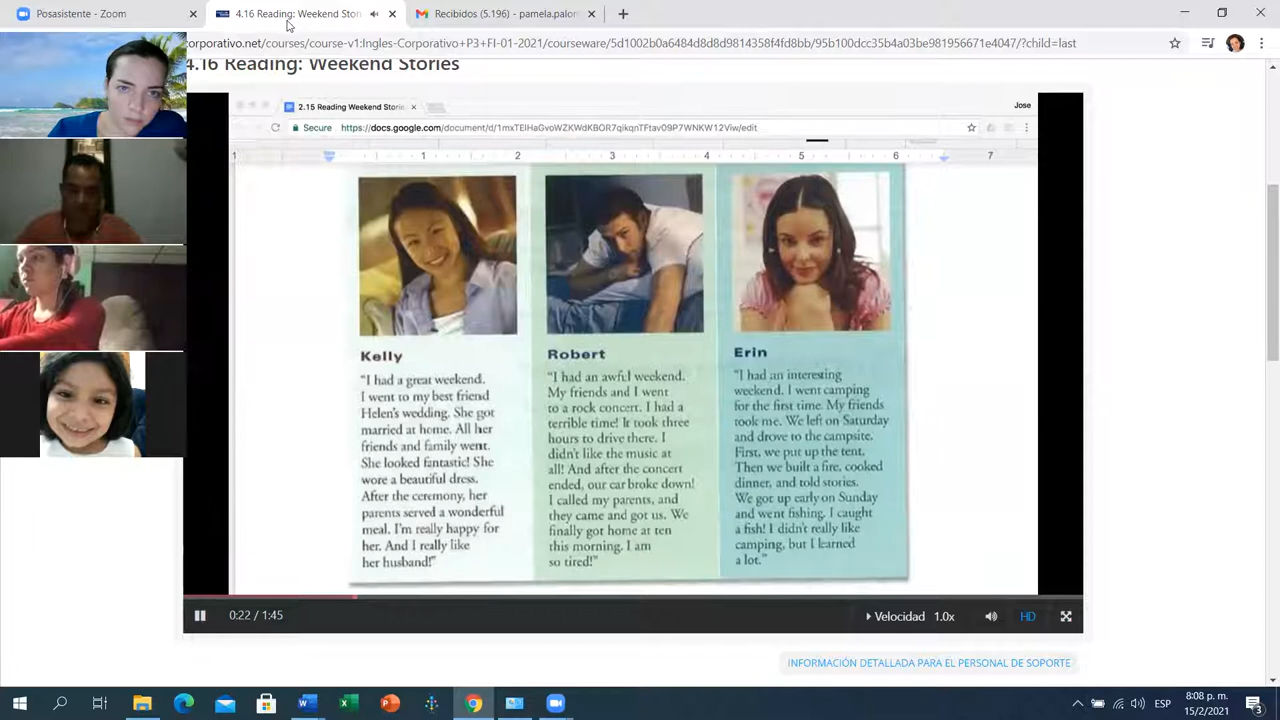 Posasistente - Zoom
4.16 Reading: Weekend Stor
Recibidos (5.196) - pamela.palom
corporativo.net/courses/course-v1:Ingles-Corporativo+P3+FI-01-2021/courseware/5d1002b0a6484d8d8d9814358f4fd8bb/95b100dcc35b4a03be981956671e4047/?child=last
4.16 Reading: Weekend Stories
2.15 Reading Weekend Storie
Jose
Secure
1 1 2 3 4 5 6 7
Kelly
"I had a great weekend.
I went to my best friend
Helen's wedding. She got
married at home. All her
friends and family went.
She looked fantastic! She
wore a beautiful dress.
After the ceremony, her
parents served a wonderful
meal. I'm really happy for
her. And I really like
her husband!"
Robert
"I had an awful weekend.
My friends and I went
to a rock concert. I had a
terrible time! It took three
hours to drive there. I
didn't like the music at
all! And after the concert
ended, our car broke down!
I called my parents, and
they came and got us. We
finally got home at ten
this morning. I am
so tired!"
Erin
"I had an interesting
weekend. I went camping
for the first time. My friends
took me. We left on Saturday
and drove to the campsite.
First, we put up the tent.
Then we built a fire, cooked
dinner, and told stories.
We got up early on Sunday
and went fishing. I caught
a fish! I didn't really like
camping, but I learned
a lot."
0:22 / 1:45
Velocidad 1.0x
HD
INFORMACIÓN DETALLADA PARA EL PERSONAL DE SOPORTE
ESP
8:08 p. m.
15/2/2021
3